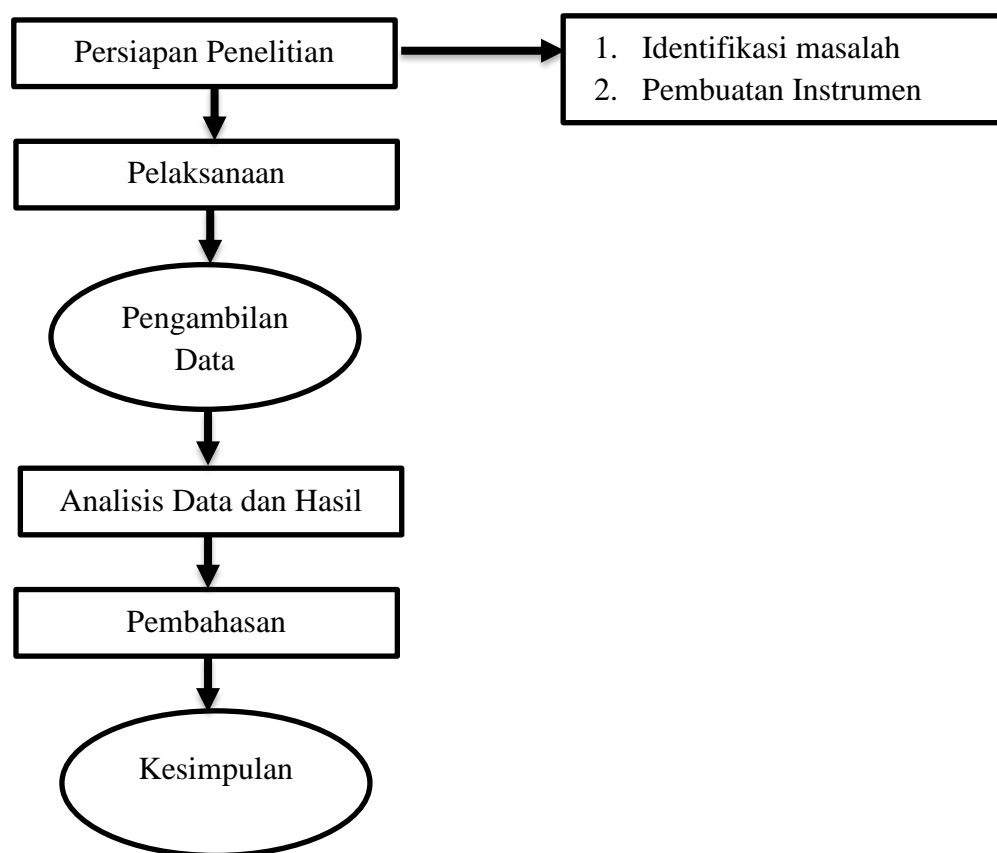 Persiapan Penelitian
1. Identifikasi masalah
2. Pembuatan Instrumen
Pelaksanaan
Pengambilan
Data
Analisis Data dan Hasil
Pembahasan
Kesimpulan